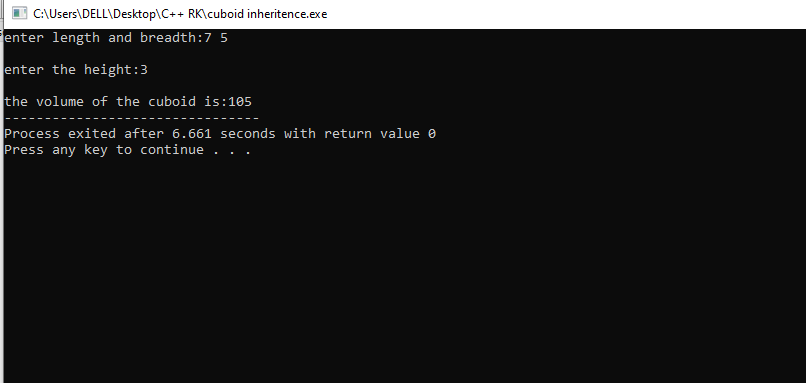 C:\Users\DELL\Desktop\C++ RK\cuboid inheritence.exe
enter length and breadth:7 5
enter the height:3
the volume of the cuboid is:105
--------------------------------
Process exited after 6.661 seconds with return value 0
Press any key to continue . . .